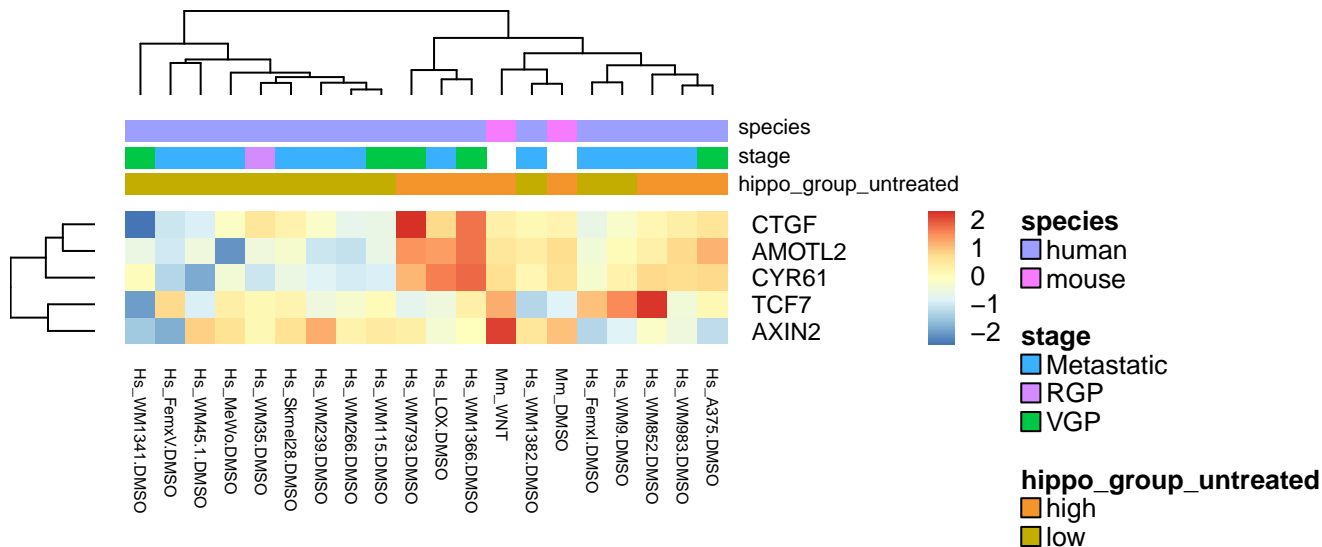 species
stage
hippo_group_untreated
CTGF
AMOTL2
CYR61
TCF7
AXIN2
2
1
0
−1
−2
species
human
mouse
stage
Metastatic
RGP
VGP
hippo_group_untreated
high
low
Hs_WM1341.DMSO
Hs_FemxV.DMSO
Hs_WM45.1.DMSO
Hs_MeWo.DMSO
Hs_WM35.DMSO
Hs_Skmel28.DMSO
Hs_WM239.DMSO
Hs_WM266.DMSO
Hs_WM115.DMSO
Hs_WM793.DMSO
Hs_LOX.DMSO
Hs_WM1366.DMSO
Mm_WNT
Hs_WM1382.DMSO
Mm_DMSO
Hs_FemxI.DMSO
Hs_WM9.DMSO
Hs_WM852.DMSO
Hs_WM983.DMSO
Hs_A375.DMSO